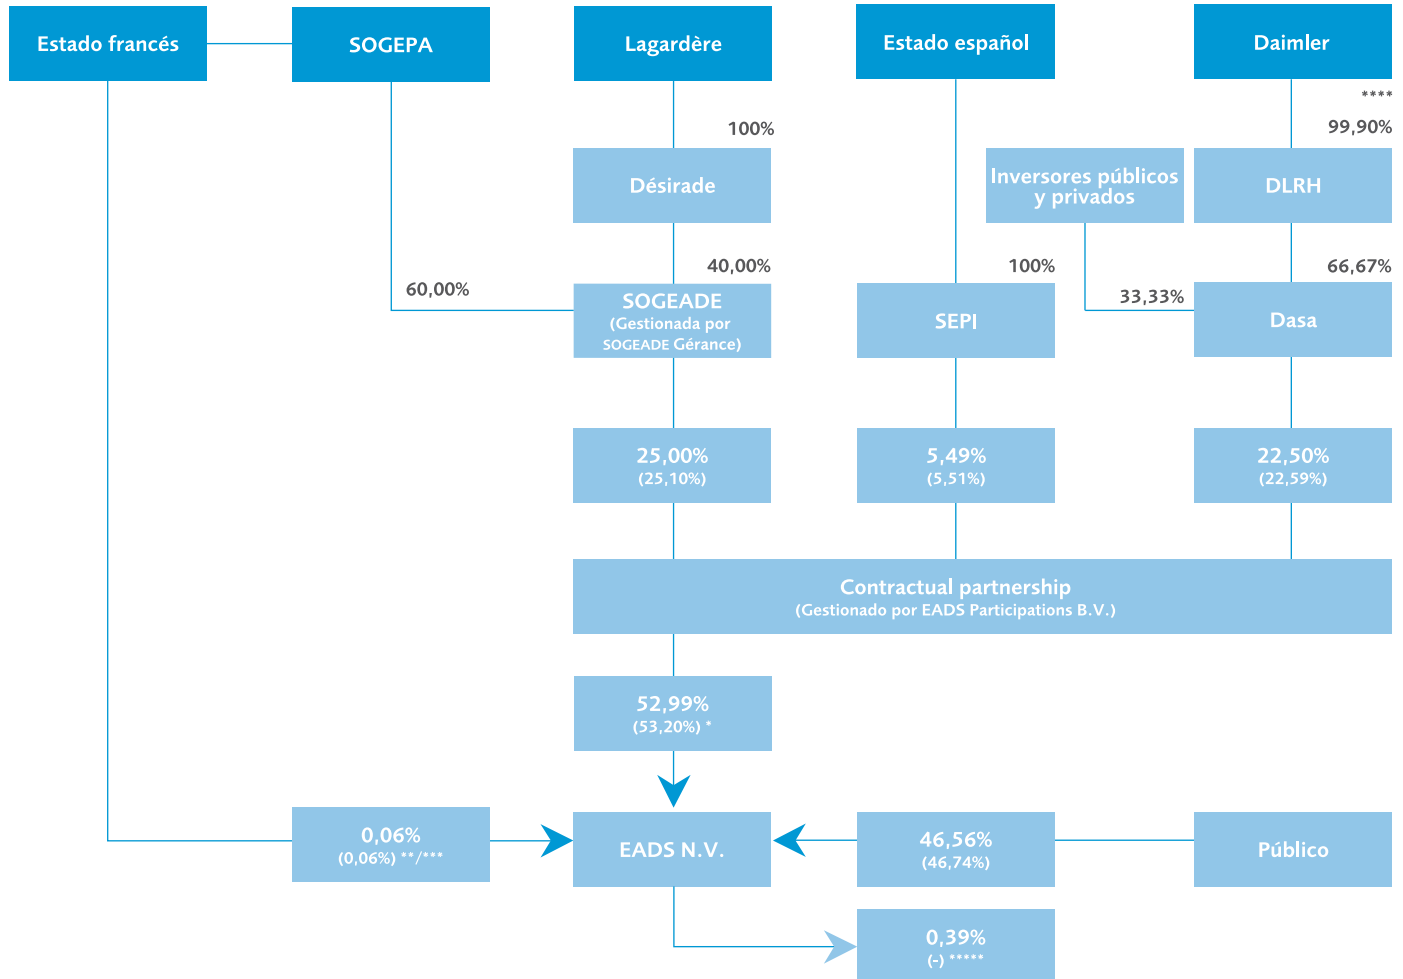 Estado francés
SOGEPA
Lagardère
Estado español
Daimler
****
100%
99,90%
Désirade
Inversores públicos
y privados
DLRH
60,00%
40,00%
100%
33,33%
66,67%
SOGEADE
(Gestionada por
SOGEADE Gérance)
SEPI
Dasa
25,00%
(25,10%)
5,49%
(5,51%)
22,50%
(22,59%)
Contractual partnership
(Gestionado por EADS Participations B.V.)
52,99%
(53,20%) *
0,06%
(0,06%) **/***
EADS N.V.
46,56%
(46,74%)
Público
0,39%
(-) *****